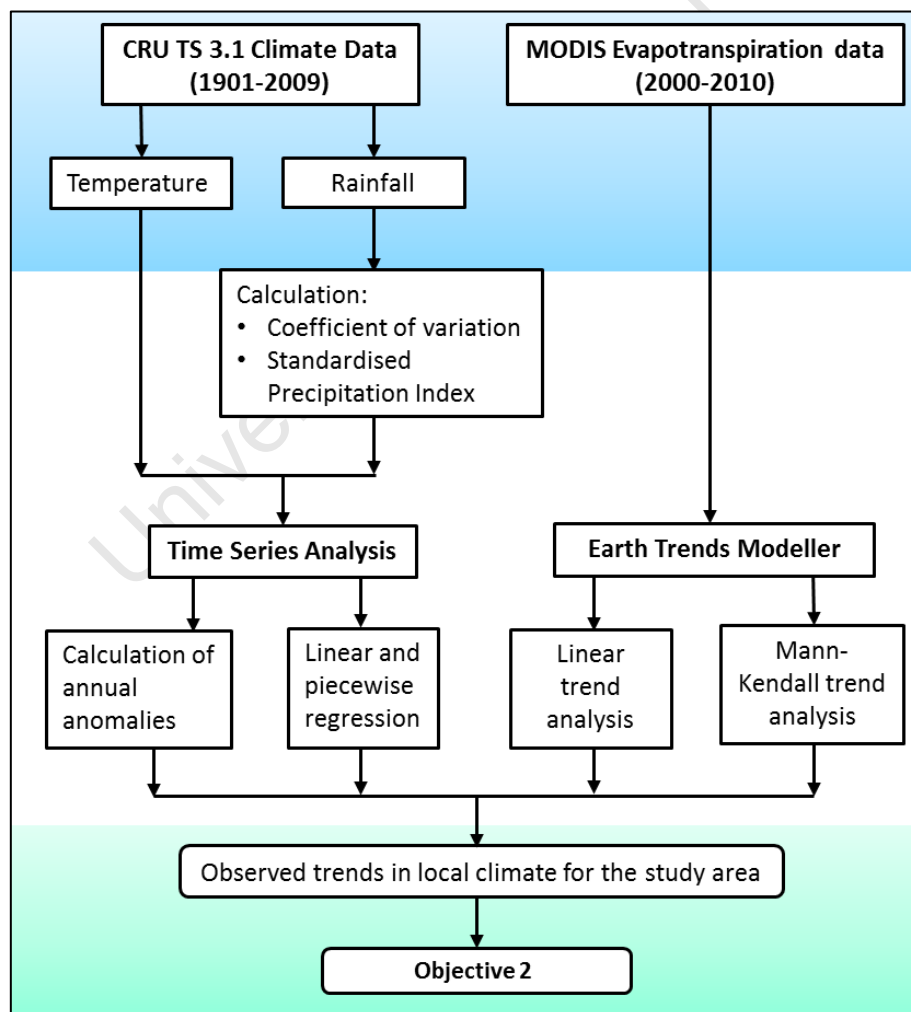 CRU TS 3.1 Climate Data
(1901-2009)
MODIS Evapotranspiration data
(2000-2010)
Temperature
Rainfall
Calculation:
• Coefficient of variation
• Standardised
Precipitation Index
Univer
Time Series Analysis
Earth Trends Modeller
Calculation of
annual
anomalies
Linear and
piecewise
regression
Linear
trend
analysis
Mann-
Kendall trend
analysis
Observed trends in local climate for the study area
Objective 2